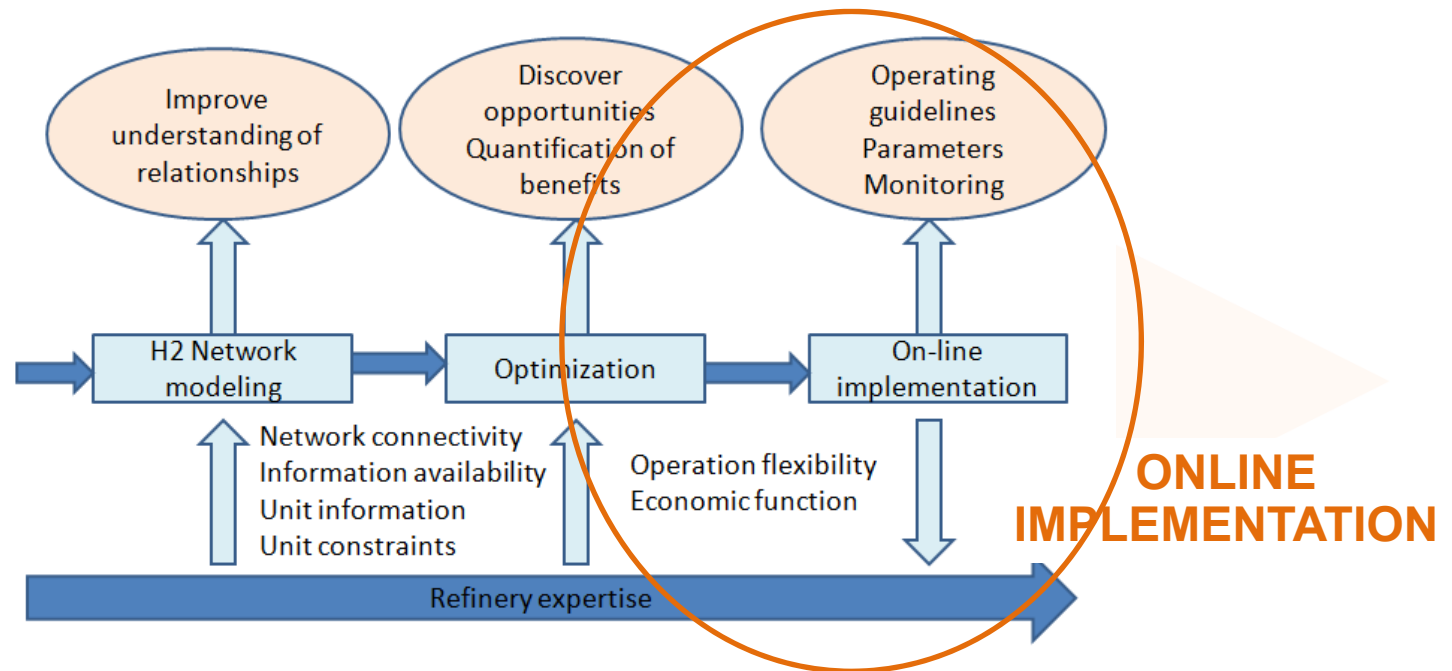 Improve
understanding of
relationships
Discover
opportunities
Quantification of
benefits
Operating
guidelines
Parameters
Monitoring
H2 Network
modeling
Optimization
On-line
implementation
Network connectivity
Information availability
Unit information
Unit constraints
Operation flexibility
Economic function
ONLINE
IMPLEMENTATION
Refinery expertise